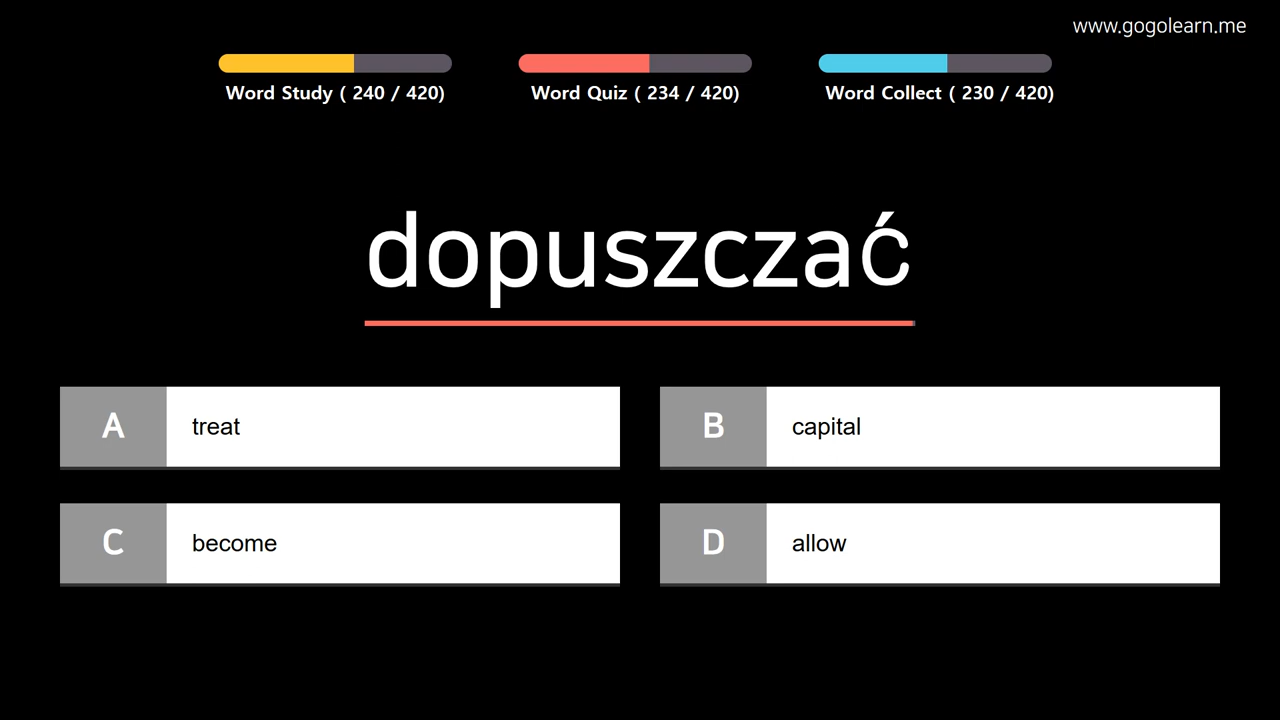 www.gogolearn.me
Word Study ( 240 / 420)
Word Quiz ( 234 / 420)
Word Collect ( 230 / 420)
dopuszczać
A treat
B capital
C become
D allow